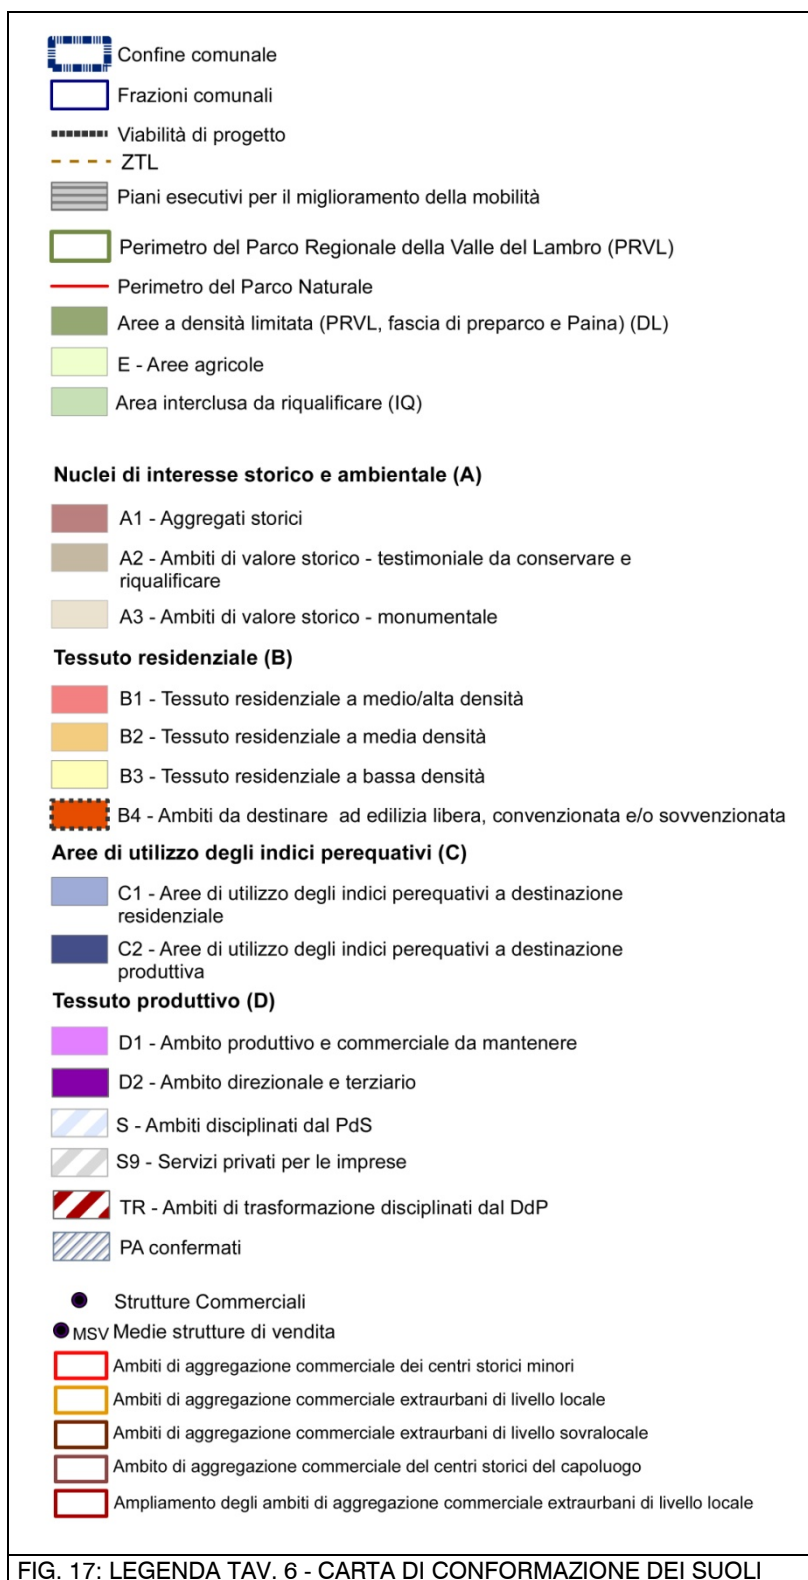 Confine comunale
Frazioni comunali
Viabilità di progetto
ZTL
Piani esecutivi per il miglioramento della mobilità
Perimetro del Parco Regionale della Valle del Lambro (PRVL)
Perimetro del Parco Naturale
Aree a densità limitata (PRVL, fascia di preparco e Paina) (DL)
E - Aree agricole
Area interclusa da riqualificare (IQ)
Nuclei di interesse storico e ambientale (A)
A1 - Aggregati storici
A2 - Ambiti di valore storico - testimoniale da conservare e
riqualificare
A3 - Ambiti di valore storico - monumentale
Tessuto residenziale (B)
B1 - Tessuto residenziale a medio/alta densità
B2 - Tessuto residenziale a media densità
B3 - Tessuto residenziale a bassa densità
B4 - Ambiti da destinare ad edilizia libera, convenzionata e/o sovvenzionata
Aree di utilizzo degli indici perequativi (C)
C1 - Aree di utilizzo degli indici perequativi a destinazione
residenziale
C2 - Aree di utilizzo degli indici perequativi a destinazione
produttiva
Tessuto produttivo (D)
D1 - Ambito produttivo e commerciale da mantenere
D2 - Ambito direzionale e terziario
S - Ambiti disciplinati dal PdS
S9 - Servizi privati per le imprese
TR - Ambiti di trasformazione disciplinati dal DdP
PA confermati
Strutture Commerciali
MSV Medie strutture di vendita
Ambiti di aggregazione commerciale dei centri storici minori
Ambiti di aggregazione commerciale extraurbani di livello locale
Ambiti di aggregazione commerciale extraurbani di livello sovralocale
Ambito di aggregazione commerciale del centri storici del capoluogo
Ampliamento degli ambiti di aggregazione commerciale extraurbani di livello locale
FIG. 17: LEGENDA TAV. 6 - CARTA DI CONFORMAZIONE DEI SUOLI